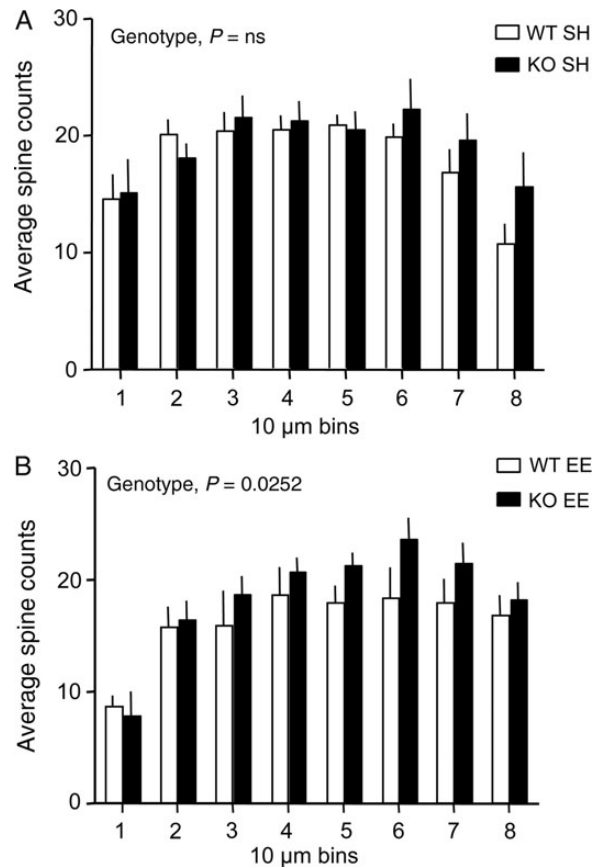 A
Genotype, P = ns
WT SH
KO SH
Average spine counts
30
20
10
0
1 2 3 4 5 6 7 8
10 µm bins
B
Genotype, P = 0.0252
WT EE
KO EE
Average spine counts
30
20
10
0
1 2 3 4 5 6 7 8
10 µm bins